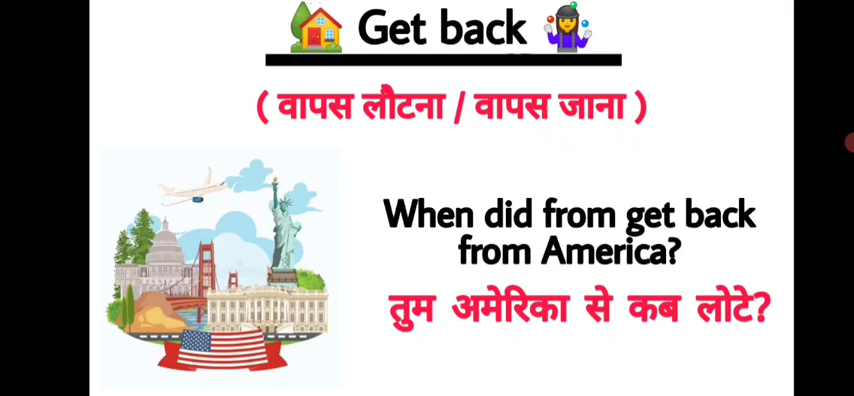 Get back
( वापस लौटना / वापस जाना )
When did from get back
from America?
तुम अमेरिका से कब लोटे?